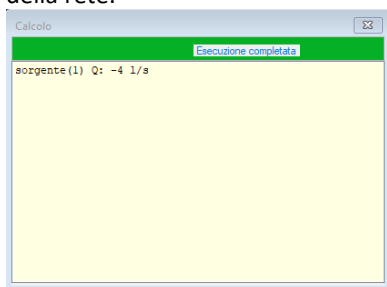 della rete.
Calcolo
Esecuzione completata
sorgente(1) Q: -4 l/s